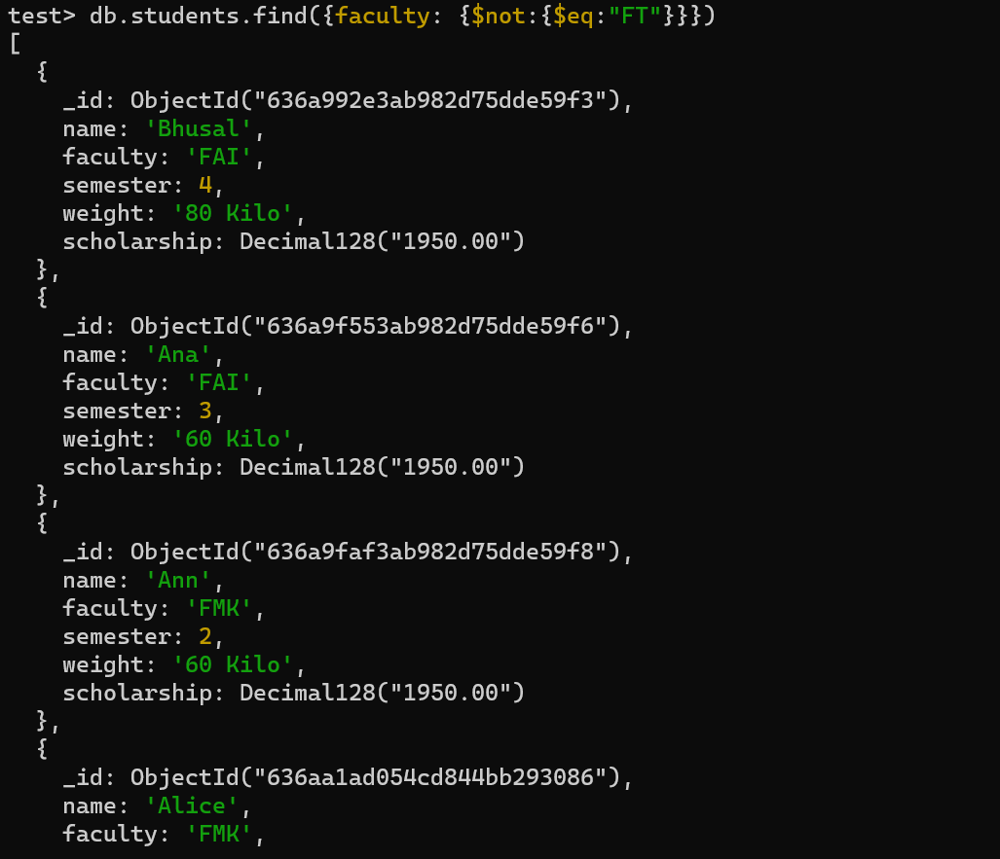 test> db.students.find({faculty: {$not:{$eq:"FT"}}})
[
  {
    _id: ObjectId("636a992e3ab982d75dde59f3"),
    name: 'Bhusal',
    faculty: 'FAI',
    semester: 4,
    weight: '80 Kilo',
    scholarship: Decimal128("1950.00")
  },
  {
    _id: ObjectId("636a9f553ab982d75dde59f6"),
    name: 'Ana',
    faculty: 'FAI',
    semester: 3,
    weight: '60 Kilo',
    scholarship: Decimal128("1950.00")
  },
  {
    _id: ObjectId("636a9faf3ab982d75dde59f8"),
    name: 'Ann',
    faculty: 'FMK',
    semester: 2,
    weight: '60 Kilo',
    scholarship: Decimal128("1950.00")
  },
  {
    _id: ObjectId("636aa1ad054cd844bb293086"),
    name: 'Alice',
    faculty: 'FMK',